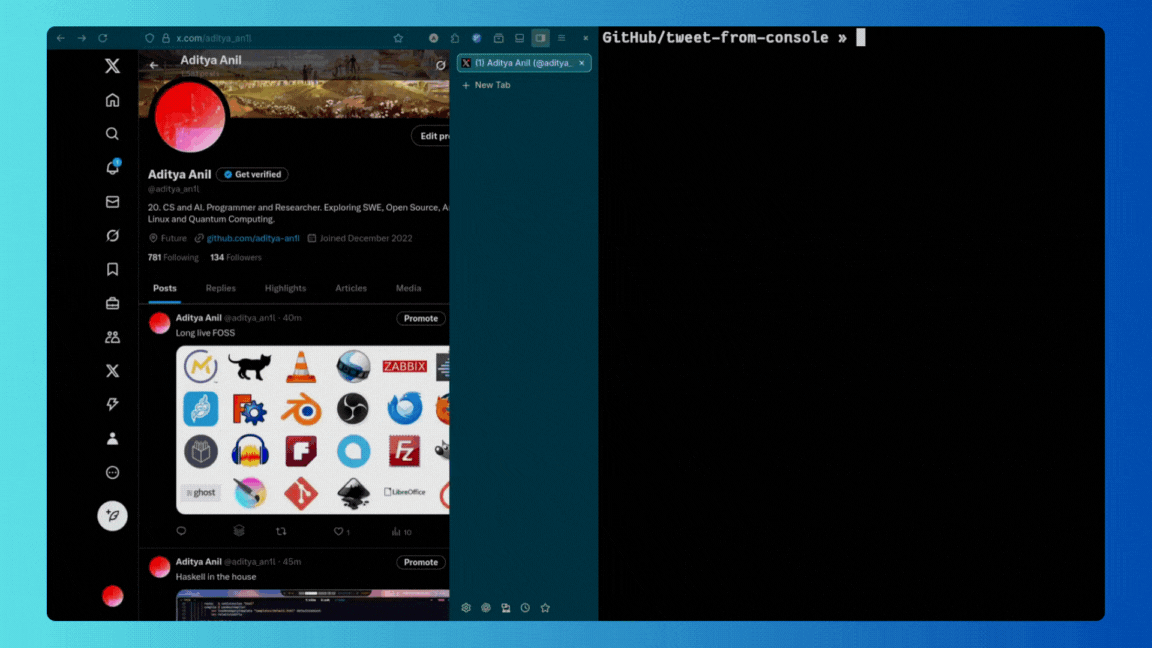 x.com/aditya_an1l
GitHub/tweet-from-console »
Aditya Anil
(1) Aditya Anil (@aditya_
New Tab
Edit pr
Aditya Anil
Get verified
@aditya_an1l
20. CS and AI. Programmer and Researcher. Exploring SWE, Open Source, A
Linux and Quantum Computing.
Future github.com/aditya-an1l Joined December 2022
781 Following 134 Followers
Posts Replies Highlights Articles Media
Aditya Anil @aditya_an1l · 40m
Promote
Long live FOSS
ZABBIX
ghost
LibreOffice
1
10
Aditya Anil @aditya_an1l · 45m
Promote
Haskell in the house